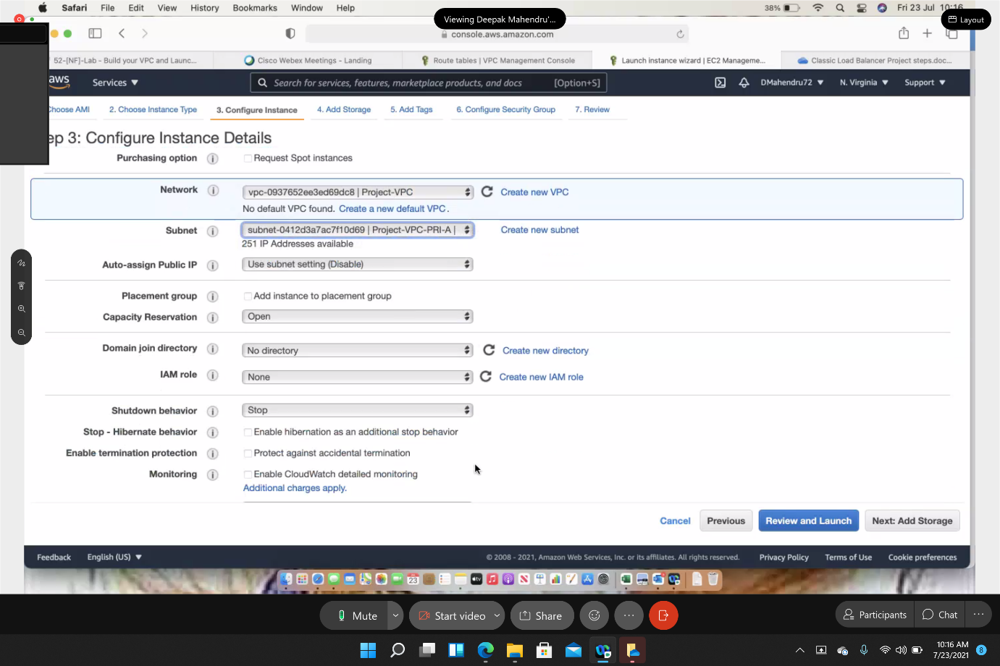 Safari File Edit View History Bookmarks Window Help
38% Fri 23 Jul 10:16
Viewing Deepak Mahendru'...
Layout
console.aws.amazon.com
52-[NF]-Lab - Build your VPC and Launc...
Cisco Webex Meetings - Landing
Route tables | VPC Management Console
Launch instance wizard | EC2 Manageme...
Classic Load Balancer Project steps.doc...
aws
Services
Search for services, features, marketplace products, and docs [Option+S]
DMahendru72
N. Virginia
Support
Choose AMI
2. Choose Instance Type
3. Configure Instance
4. Add Storage
5. Add Tags
6. Configure Security Group
7. Review
ep 3: Configure Instance Details
Purchasing option i Request Spot instances
Network i vpc-0937652ee3ed69dc8 | Project-VPC Create new VPC
No default VPC found. Create a new default VPC.
Subnet i subnet-0412d3a7ac7f10d69 | Project-VPC-PRI-A | Create new subnet
251 IP Addresses available
Auto-assign Public IP i Use subnet setting (Disable)
Placement group i Add instance to placement group
Capacity Reservation i Open
Domain join directory i No directory Create new directory
IAM role i None Create new IAM role
Shutdown behavior i Stop
Stop - Hibernate behavior i Enable hibernation as an additional stop behavior
Enable termination protection i Protect against accidental termination
Monitoring i Enable CloudWatch detailed monitoring
Additional charges apply.
Cancel Previous Review and Launch Next: Add Storage
Feedback English (US) © 2008 - 2021, Amazon Web Services, Inc. or its affiliates. All rights reserved. Privacy Policy Terms of Use Cookie preferences
23
tv
Mute Start video Share Participants Chat
10:16 AM
7/23/2021
8